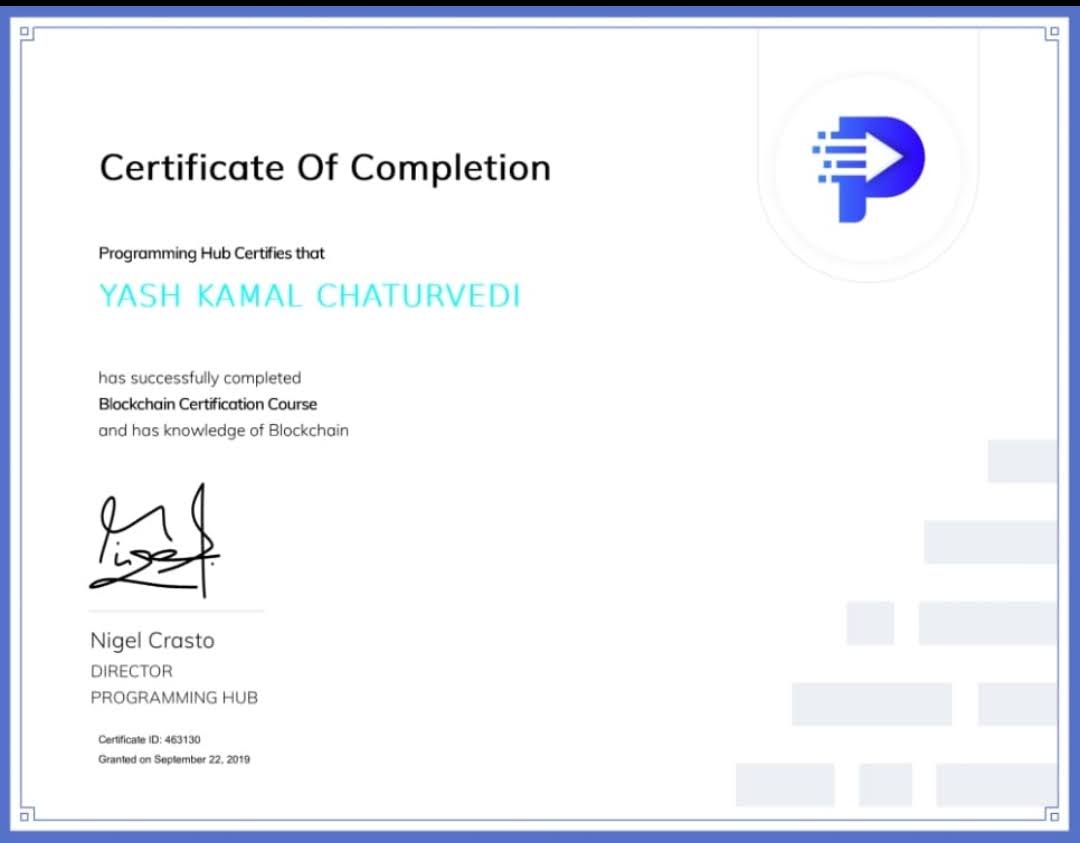 Certificate Of Completion
Programming Hub Certifies that
YASH KAMAL CHATURVEDI
has successfully completed
Blockchain Certification Course
and has knowledge of Blockchain
Nigel Crasto
DIRECTOR
PROGRAMMING HUB
Certificate ID: 463130
Granted on September 22, 2019